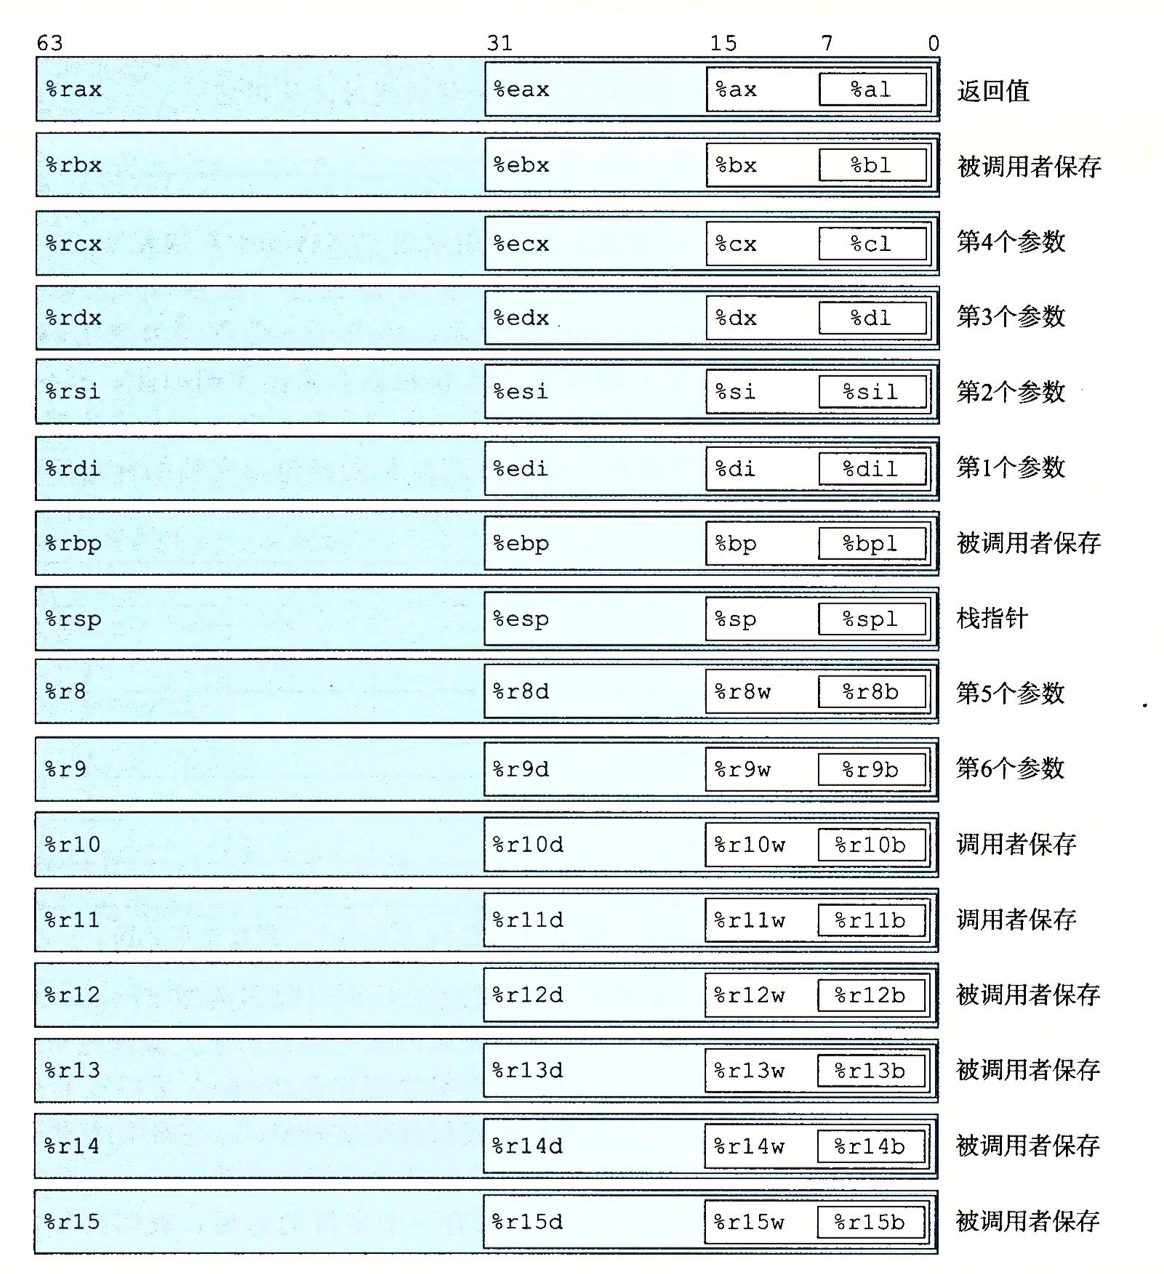 63 31 15 7 0
%rax %eax %ax %al 返回值
%rbx %ebx %bx %bl 被调用者保存
%rcx %ecx %cx %cl 第4个参数
%rdx %edx %dx %dl 第3个参数
%rsi %esi %si %sil 第2个参数
%rdi %edi %di %dil 第1个参数
%rbp %ebp %bp %bpl 被调用者保存
%rsp %esp %sp %spl 栈指针
%r8 %r8d %r8w %r8b 第5个参数
%r9 %r9d %r9w %r9b 第6个参数
%r10 %r10d %r10w %r10b 调用者保存
%r11 %r11d %r11w %r11b 调用者保存
%r12 %r12d %r12w %r12b 被调用者保存
%r13 %r13d %r13w %r13b 被调用者保存
%r14 %r14d %r14w %r14b 被调用者保存
%r15 %r15d %r15w %r15b 被调用者保存